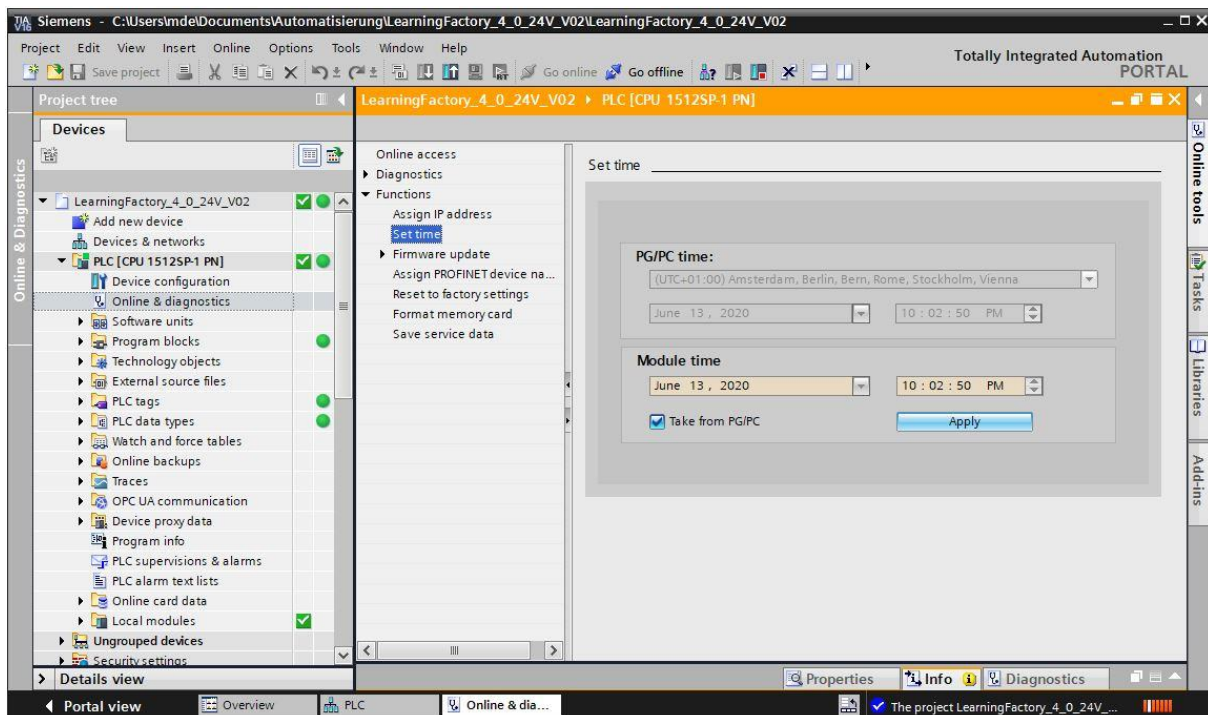 Siemens - C:\Users\mde\Documents\Automatisierung\LearningFactory_4_0_24V_V02\LearningFactory_4_0_24V_V02
Project Edit View Insert Online Options Tools Window Help
Save project Go online Go offline
Totally Integrated Automation
PORTAL
Project tree
Devices
Online & Diagnostics
LearningFactory_4_0_24V_V02
Add new device
Devices & networks
PLC [CPU 1512SP-1 PN]
Device configuration
Online & diagnostics
Software units
Program blocks
Technology objects
External source files
PLC tags
PLC data types
Watch and force tables
Online backups
Traces
OPC UA communication
Device proxy data
Program info
PLC supervisions & alarms
PLC alarm text lists
Online card data
Local modules
Ungrouped devices
Security settings
Details view
LearningFactory_4_0_24V_V02 PLC [CPU 1512SP-1 PN]
Online access
Diagnostics
Functions
Assign IP address
Set time
Firmware update
Assign PROFINET device na...
Reset to factory settings
Format memory card
Save service data
Set time
PG/PC time:
(UTC+01:00) Amsterdam, Berlin, Bern, Rome, Stockholm, Vienna
June 13 , 2020 10 : 02 : 50 PM
Module time
June 13 , 2020 10 : 02 : 50 PM
Take from PG/PC Apply
Online tools
Tasks
Libraries
Add-ins
Properties Info Diagnostics
Portal view Overview PLC Online & dia... The project LearningFactory_4_0_24V_...